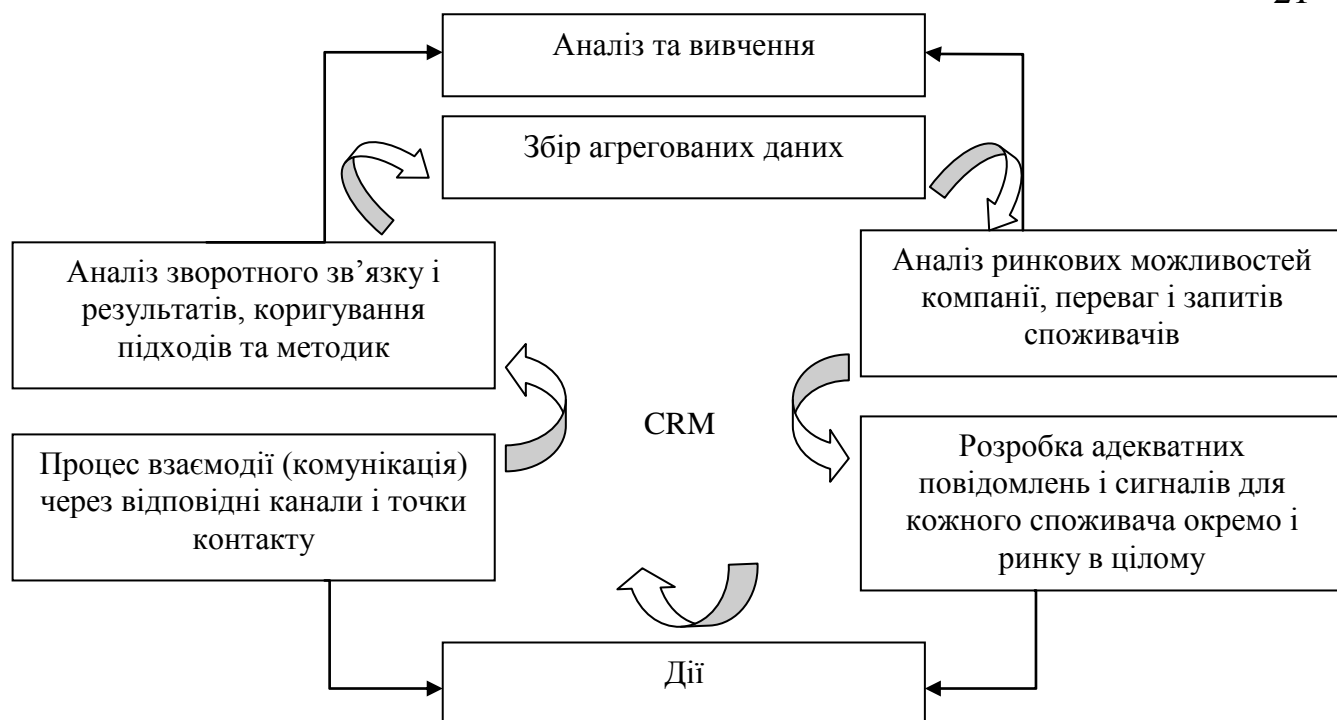 Аналіз та вивчення
Збір агрегованих даних
Аналіз зворотного зв’язку і
результатів, коригування
підходів та методик
Аналіз ринкових можливостей
компанії, переваг і запитів
споживачів
CRM
Процес взаємодії (комунікація)
через відповідні канали і точки
контакту
Розробка адекватних
повідомлень і сигналів для
кожного споживача окремо і
ринку в цілому
Дії